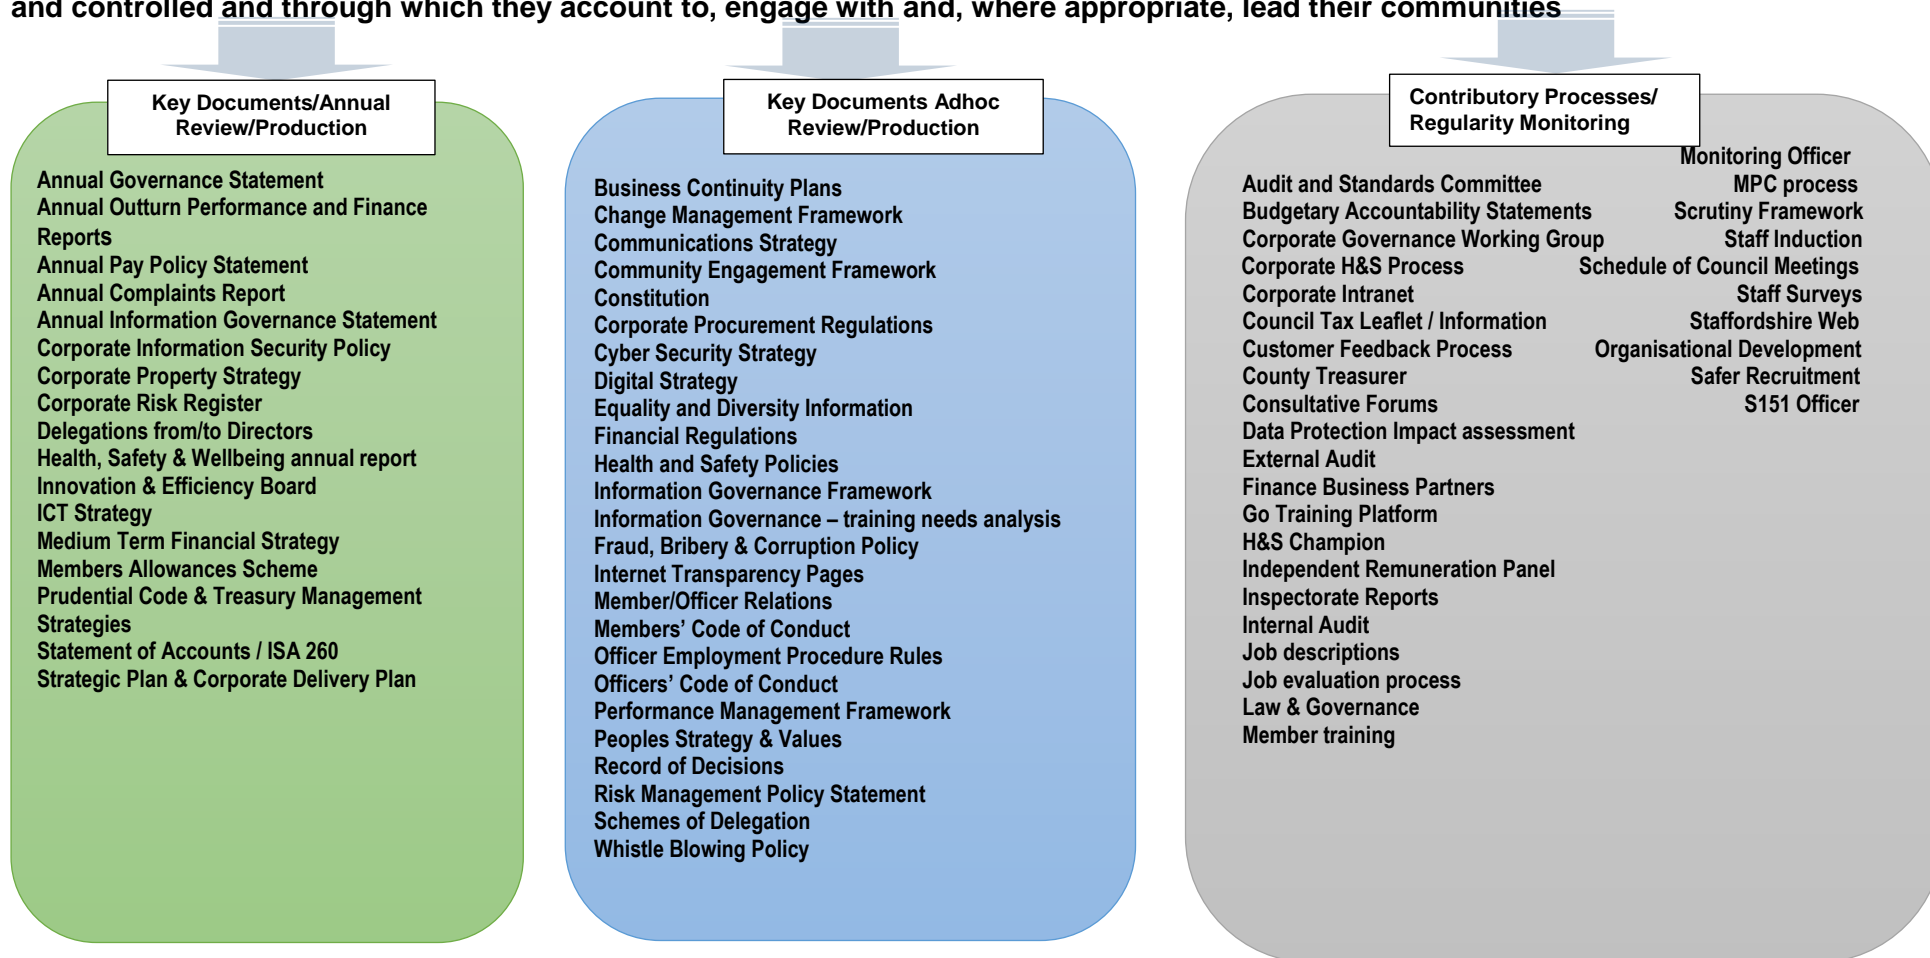 and controlled and through which they account to, engage with and, where appropriate, lead their communities
Key Documents/Annual
Review/Production
Annual Governance Statement
Annual Outturn Performance and Finance
Reports
Annual Pay Policy Statement
Annual Complaints Report
Annual Information Governance Statement
Corporate Information Security Policy
Corporate Property Strategy
Corporate Risk Register
Delegations from/to Directors
Health, Safety & Wellbeing annual report
Innovation & Efficiency Board
ICT Strategy
Medium Term Financial Strategy
Members Allowances Scheme
Prudential Code & Treasury Management
Strategies
Statement of Accounts / ISA 260
Strategic Plan & Corporate Delivery Plan
Key Documents Adhoc
Review/Production
Business Continuity Plans
Change Management Framework
Communications Strategy
Community Engagement Framework
Constitution
Corporate Procurement Regulations
Cyber Security Strategy
Digital Strategy
Equality and Diversity Information
Financial Regulations
Health and Safety Policies
Information Governance Framework
Information Governance – training needs analysis
Fraud, Bribery & Corruption Policy
Internet Transparency Pages
Member/Officer Relations
Members’ Code of Conduct
Officer Employment Procedure Rules
Officers’ Code of Conduct
Performance Management Framework
Peoples Strategy & Values
Record of Decisions
Risk Management Policy Statement
Schemes of Delegation
Whistle Blowing Policy
Contributory Processes/
Regularity Monitoring
Audit and Standards Committee
Budgetary Accountability Statements
Corporate Governance Working Group
Corporate H&S Process
Corporate Intranet
Council Tax Leaflet / Information
Customer Feedback Process
County Treasurer
Consultative Forums
Data Protection Impact assessment
External Audit
Finance Business Partners
Go Training Platform
H&S Champion
Independent Remuneration Panel
Inspectorate Reports
Internal Audit
Job descriptions
Job evaluation process
Law & Governance
Member training
Monitoring Officer
MPC process
Scrutiny Framework
Staff Induction
Schedule of Council Meetings
Staff Surveys
Staffordshire Web
Organisational Development
Safer Recruitment
S151 Officer